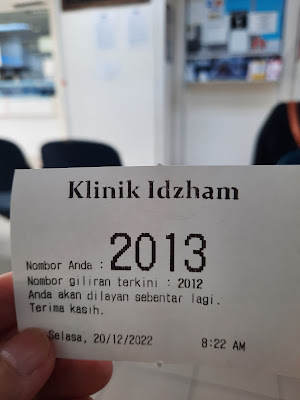 Klinik Idzham
Nombor Anda : 2013
Nombor giliran terkini : 2012
Anda akan dilayan sebentar lagi.
Terima kasih.
Selasa, 20/12/2022 8:22 AM